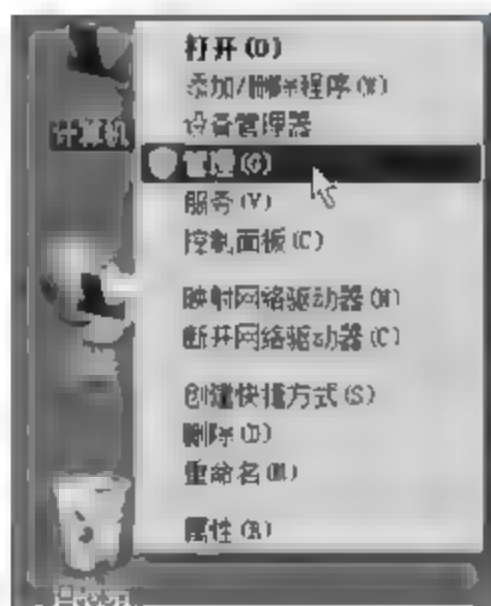 打开(O)
添加/删除程序(W)
设备管理器
计算机
管理(G)
服务(V)
控制面板(C)
映射网络驱动器(N)
断开网络驱动器(C)
创建快捷方式(S)
删除(D)
重命名(M)
属性(R)